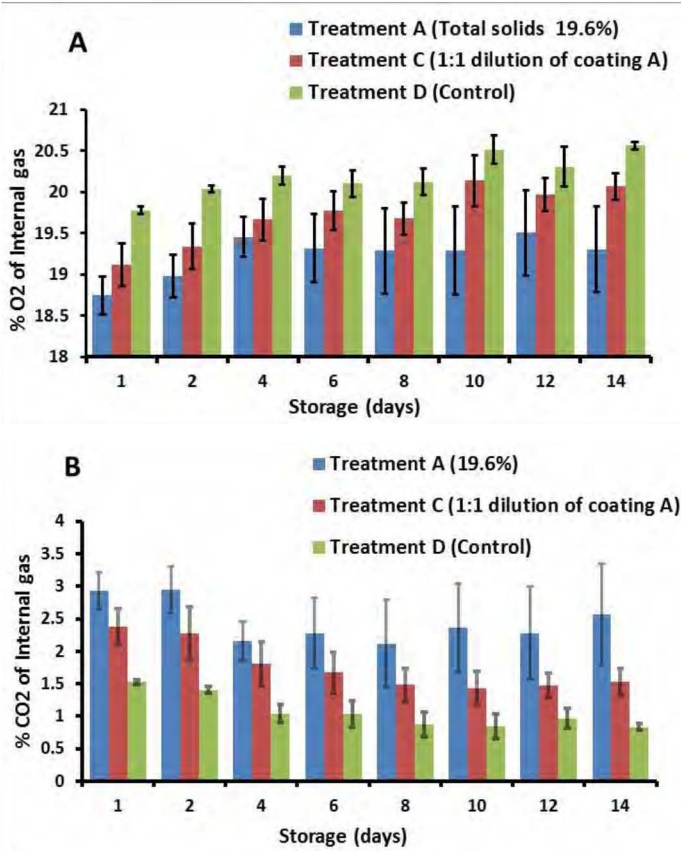 A
Treatment A (Total solids 19.6%)
Treatment C (1:1 dilution of coating A)
Treatment D (Control)
21
20.5
20
19.5
19
18.5
18
% O2 of Internal gas
1 2 4 6 8 10 12 14
Storage (days)
B
Treatment A (19.6%)
Treatment C (1:1 dilution of coating A)
Treatment D (Control)
4
3.5
3
2.5
2
1.5
1
0.5
0
% CO2 of Internal gas
1 2 4 6 8 10 12 14
Storage (days)